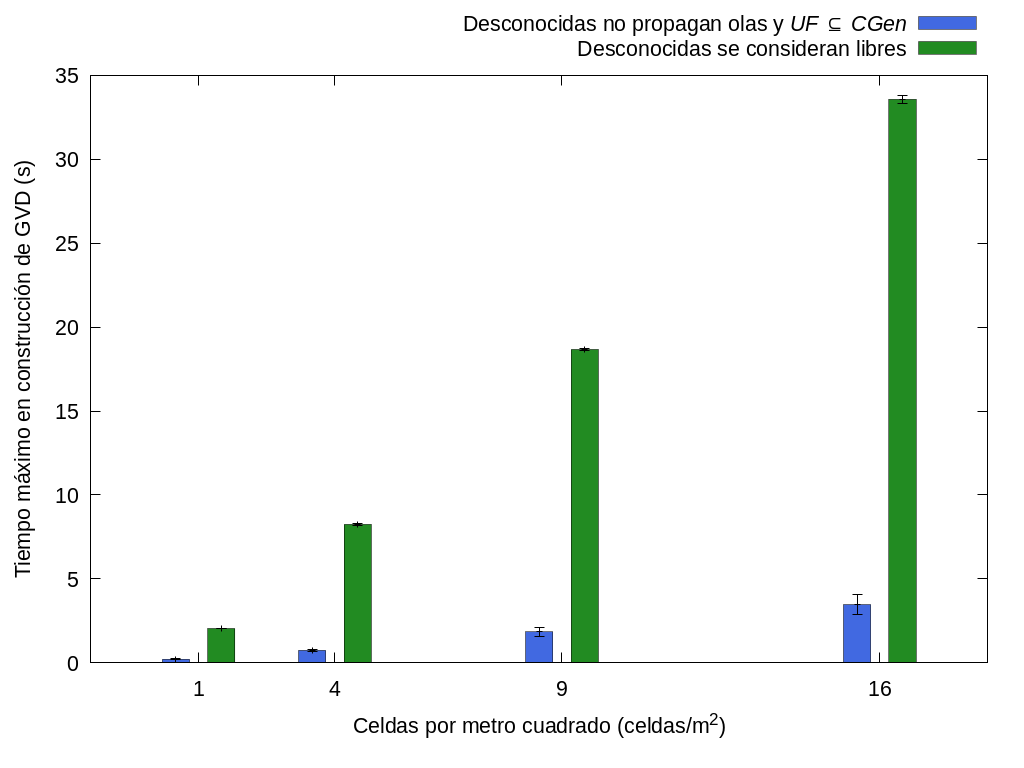 Desconocidas no propagan olas y UF ⊆ CGen
Desconocidas se consideran libres
35
30
25
20
15
10
5
0
Tiempo máximo en construcción de GVD (s)
1 4 9 16
Celdas por metro cuadrado (celdas/m²)